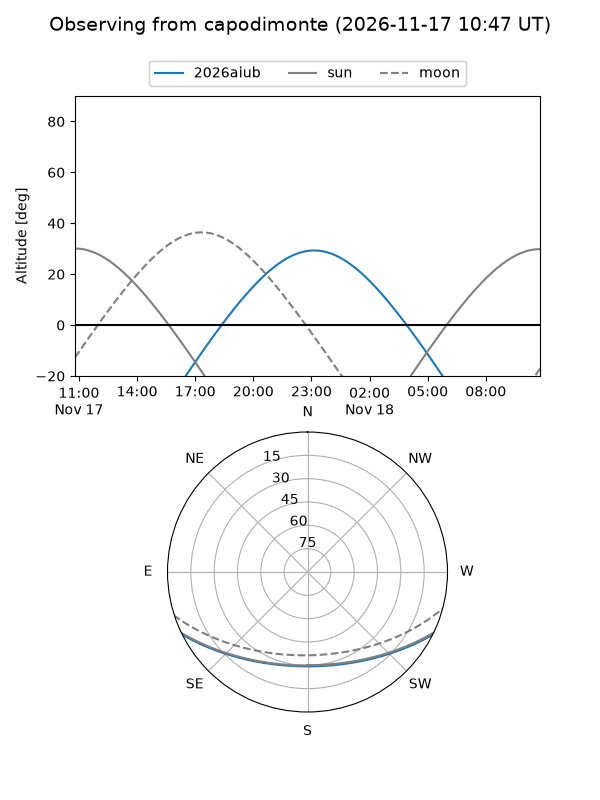 Observing from capodimonte (2026-11-17 10:47 UT)
2026aiub sun moon
80
60
40
20
0
−20
Altitude [deg]
11:00 14:00 17:00 20:00 23:00 02:00 05:00 08:00
Nov 17 Nov 18
N
NE NW
15
30
45
60
75
E W
SE SW
S